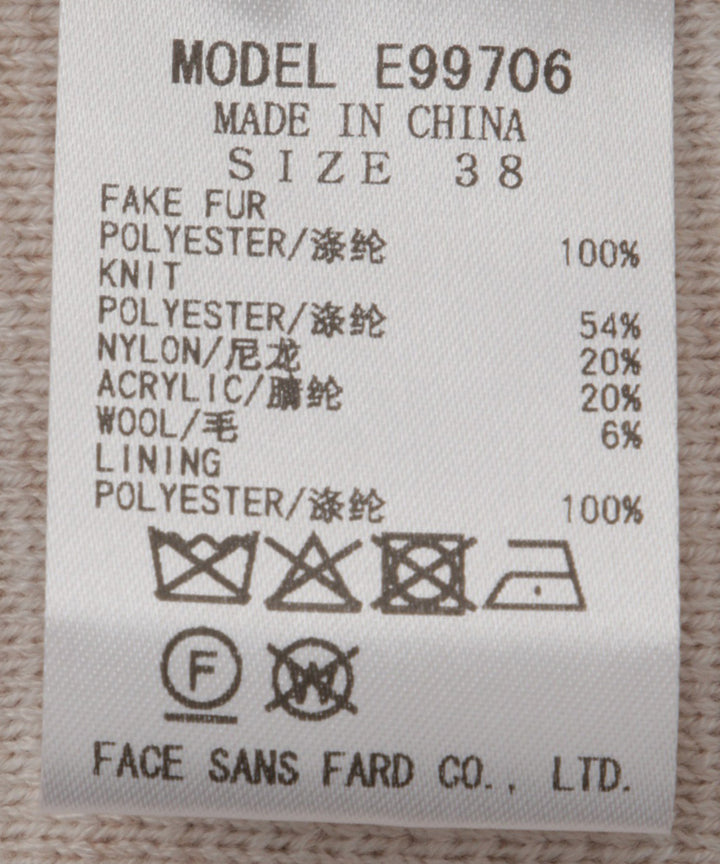 MODEL E99706
MADE IN CHINA
SIZE 38
FAKE FUR
POLYESTER/涤纶 100%
KNIT
POLYESTER/涤纶 54%
NYLON/尼龙 20%
ACRYLIC/腈纶 20%
WOOL/毛 6%
LINING
POLYESTER/涤纶 100%
F W
FACE SANS FARD CO., LTD.